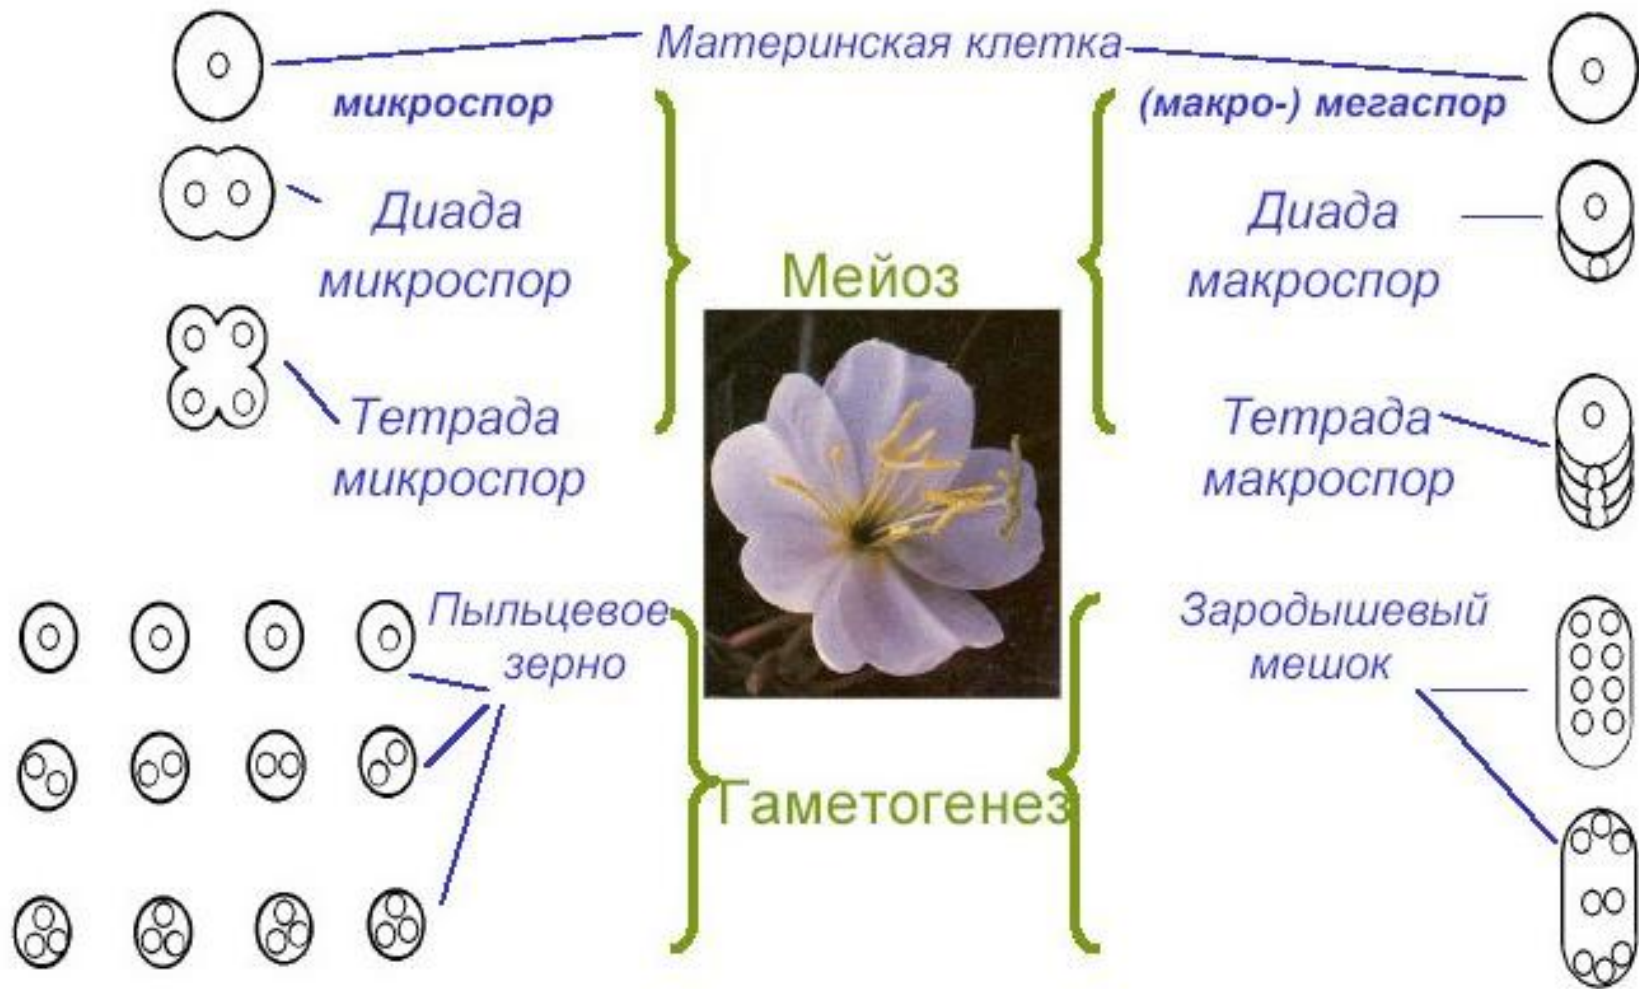 Материнская клетка
микроспор
(макро-) мегаспор
Диада
микроспор
Диада
макроспор
Мейоз
Тетрада
микроспор
Тетрада
макроспор
Пыльцевое
зерно
Зародышевый
мешок
Гаметогенез